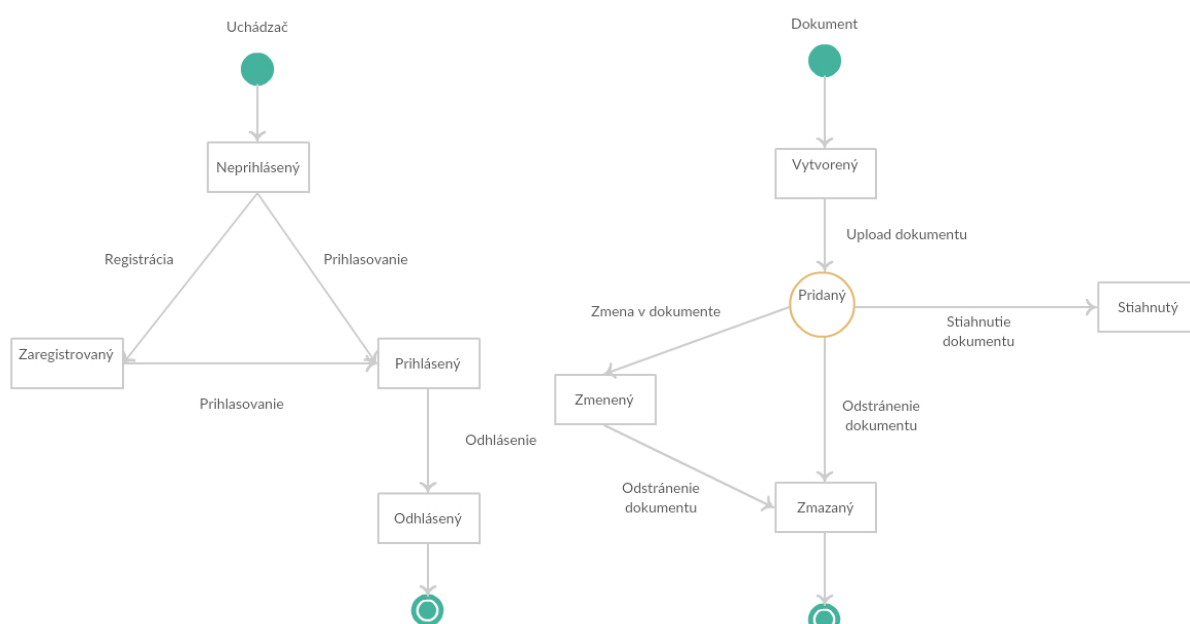 Uchádzač
Neprihlásený
Registrácia
Prihlasovanie
Zaregistrovaný
Prihlásený
Prihlasovanie
Odhlásenie
Odhlásený
Dokument
Vytvorený
Upload dokumentu
Pridaný
Zmena v dokumente
Stiahnutie
dokumentu
Stiahnutý
Zmenený
Odstránenie
dokumentu
Odstránenie
dokumentu
Zmazaný